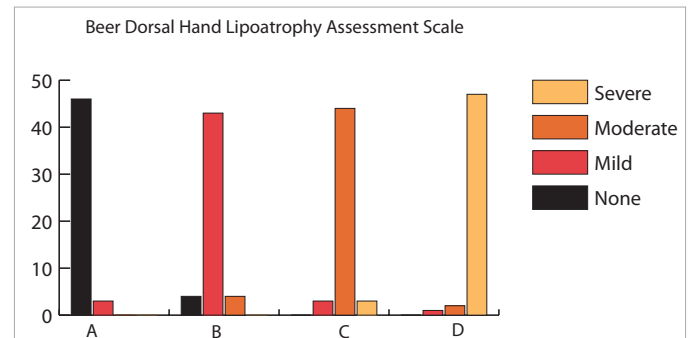 Beer Dorsal Hand Lipoatrophy Assessment Scale
50
40
30
20
10
0
A
B
C
D
Severe
Moderate
Mild
None